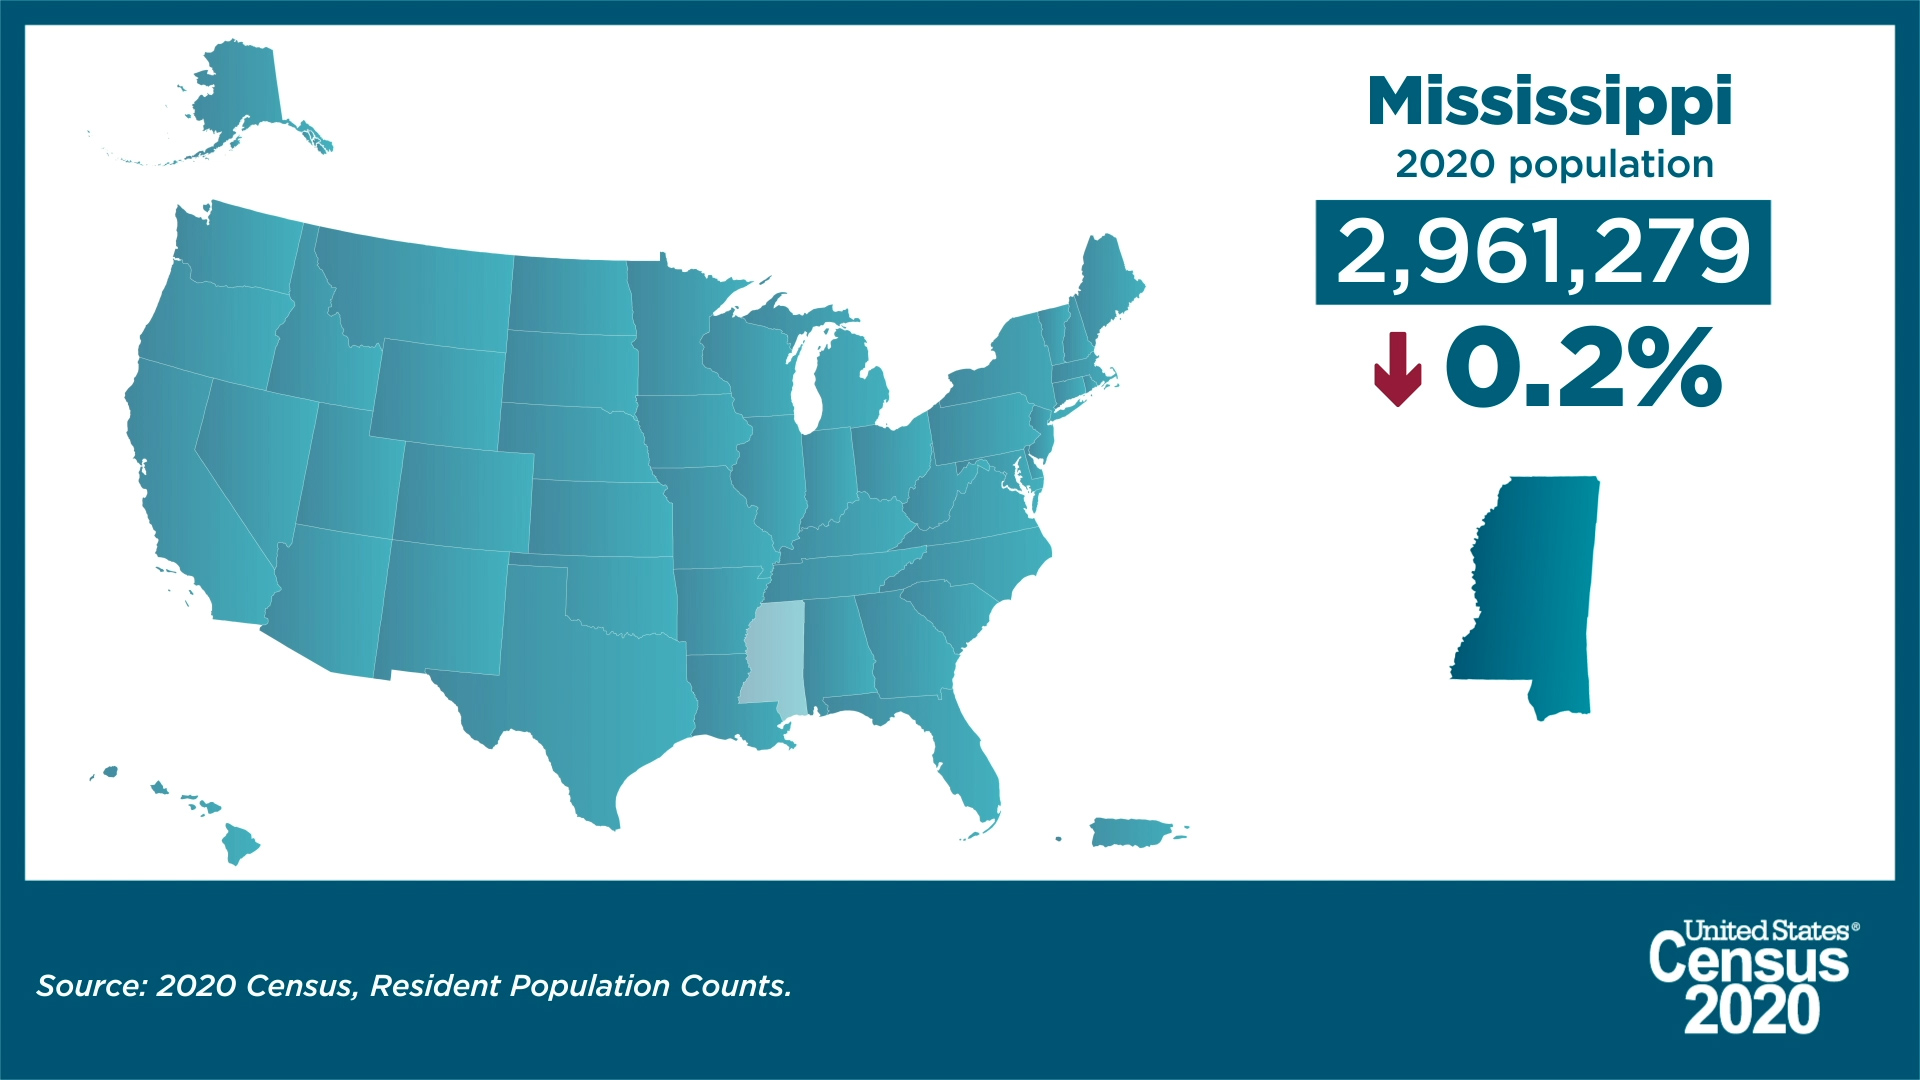 Mississippi
2020 population
2,961,279
0.2%
Source: 2020 Census, Resident Population Counts.
United States®
Census
2020